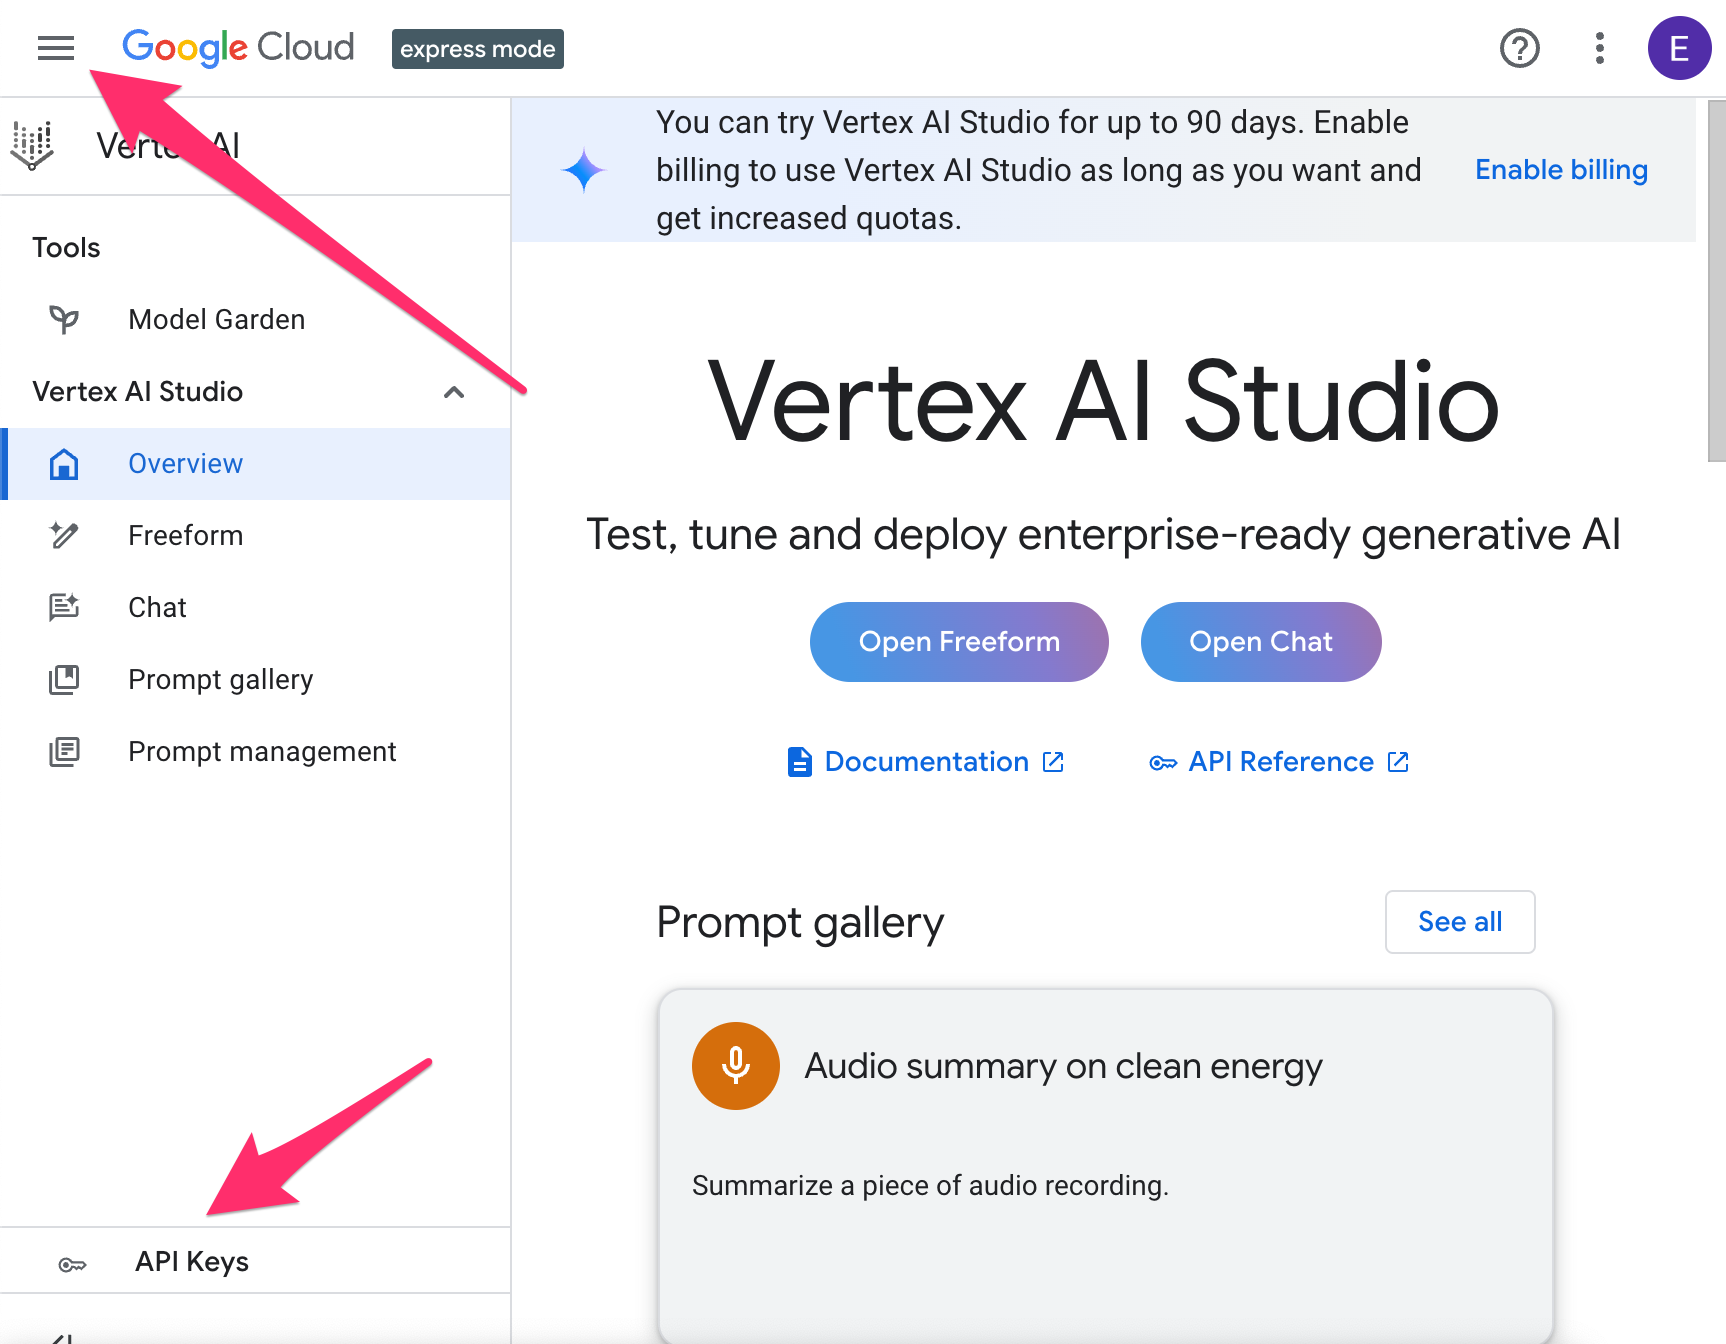 Google Cloud express mode
E
Vertex AI
You can try Vertex AI Studio for up to 90 days. Enable
billing to use Vertex AI Studio as long as you want and
get increased quotas.
Enable billing
Tools
Model Garden
Vertex AI Studio
Overview
Freeform
Chat
Prompt gallery
Prompt management
API Keys
Vertex AI Studio
Test, tune and deploy enterprise-ready generative AI
Open Freeform
Open Chat
Documentation
API Reference
Prompt gallery
See all
Audio summary on clean energy
Summarize a piece of audio recording.